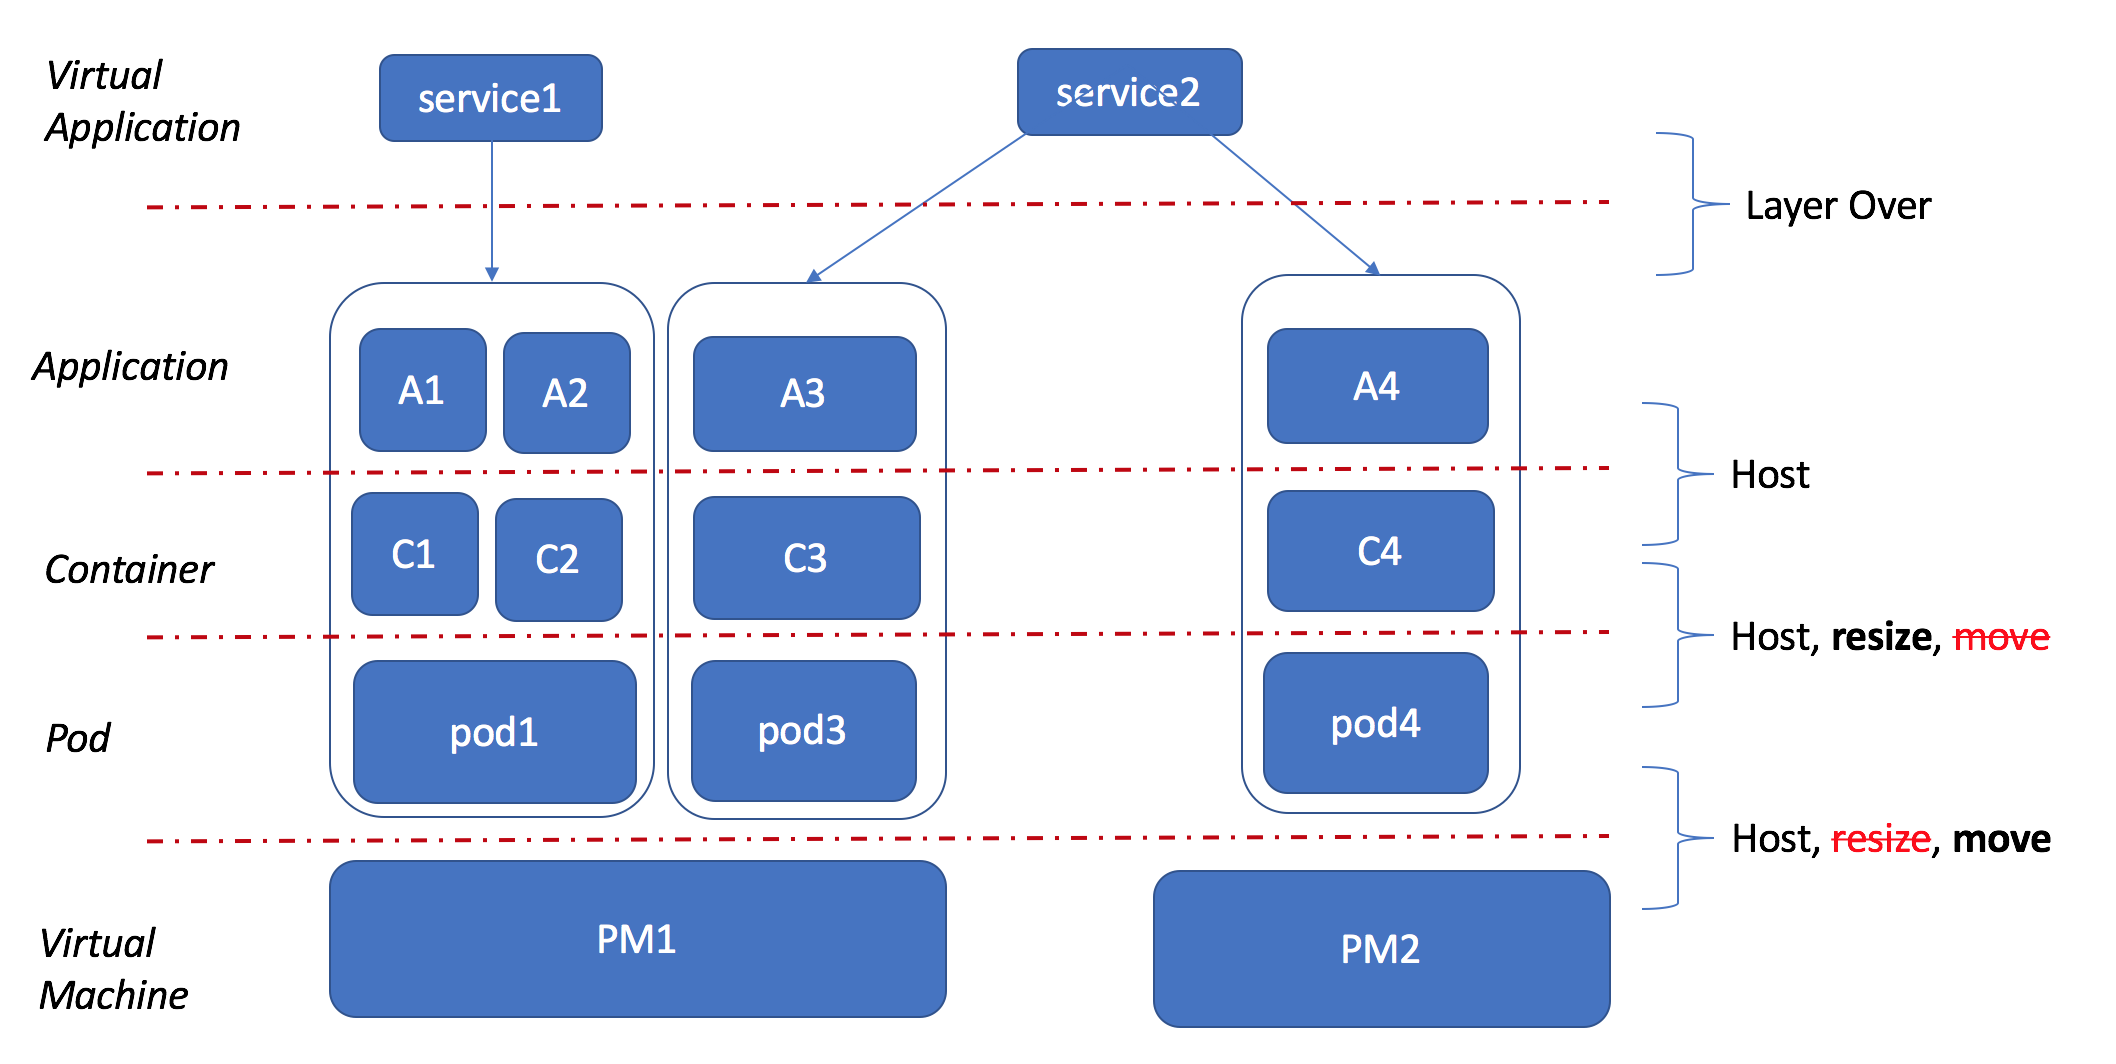 Virtual
Application
service1
service2
Layer Over
Application
A1
A2
A3
A4
Host
Container
C1
C2
C3
C4
Host, resize, move
Pod
pod1
pod3
pod4
Host, resize, move
Virtual
Machine
PM1
PM2